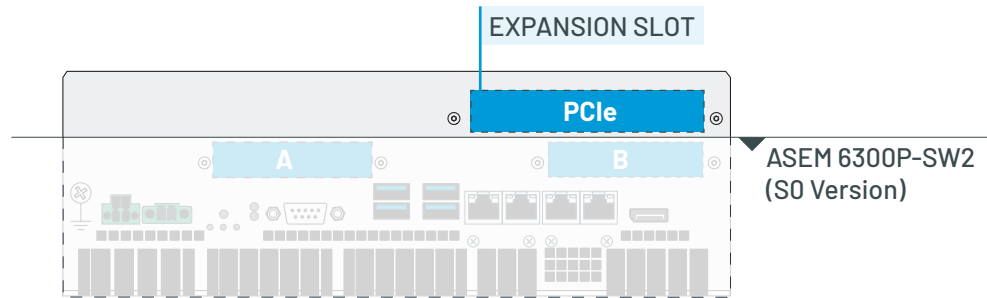 EXPANSION SLOT
PCIe
A
B
ASEM 6300P-SW2
(S0 Version)